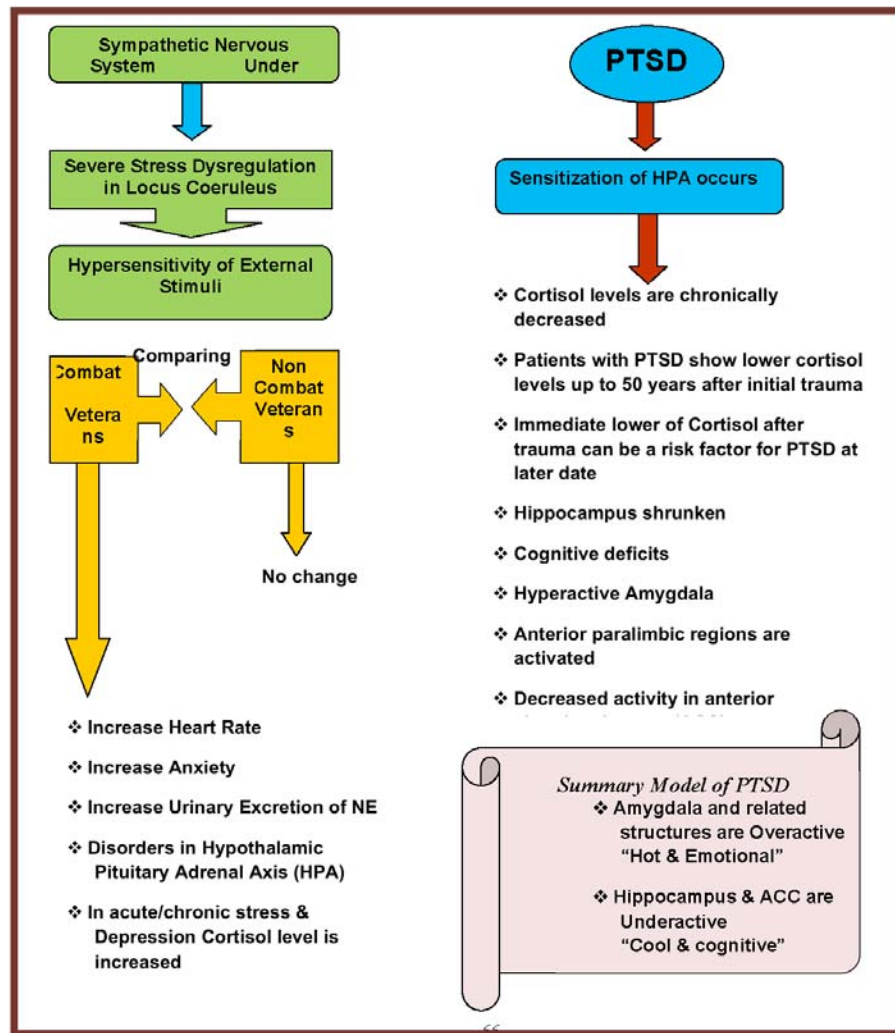 Sympathetic Nervous
System Under
Severe Stress Dysregulation
in Locus Coeruleus
Hypersensitivity of External
Stimuli
Comparing
Combat
Vetera
ns
Non
Combat
Veteran
s
No change
❖ Increase Heart Rate
❖ Increase Anxiety
❖ Increase Urinary Excretion of NE
❖ Disorders in Hypothalamic
Pituitary Adrenal Axis (HPA)
❖ In acute/chronic stress &
Depression Cortisol level is
increased
PTSD
Sensitization of HPA occurs
❖ Cortisol levels are chronically
decreased
❖ Patients with PTSD show lower cortisol
levels up to 50 years after initial trauma
❖ Immediate lower of Cortisol after
trauma can be a risk factor for PTSD at
later date
❖ Hippocampus shrunken
❖ Cognitive deficits
❖ Hyperactive Amygdala
❖ Anterior paralimbic regions are
activated
❖ Decreased activity in anterior
Summary Model of PTSD
❖ Amygdala and related
structures are Overactive
“Hot & Emotional”
❖ Hippocampus & ACC are
Underactive
“Cool & cognitive”